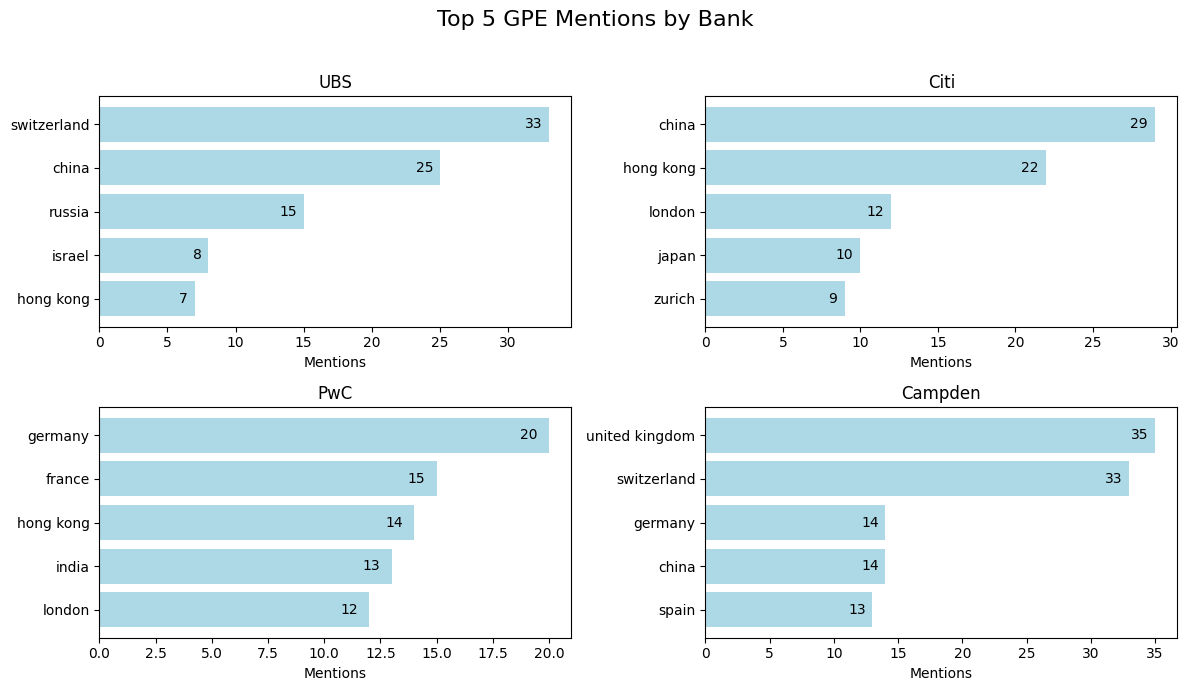 Top 5 GPE Mentions by Bank
UBS
switzerland 33
china 25
russia 15
israel 8
hong kong 7
0 5 10 15 20 25 30
Mentions
Citi
china 29
hong kong 22
london 12
japan 10
zurich 9
0 5 10 15 20 25 30
Mentions
PwC
germany 20
france 15
hong kong 14
india 13
london 12
0.0 2.5 5.0 7.5 10.0 12.5 15.0 17.5 20.0
Mentions
Campden
united kingdom 35
switzerland 33
germany 14
china 14
spain 13
0 5 10 15 20 25 30 35
Mentions